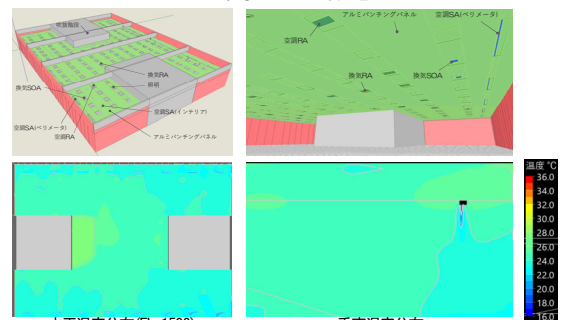 吹抜階段
換気RA
照明
換気SOA
空調SA(インテリア)
空調SA(ペリメータ)
空調RA
アルミパンチングパネル
アルミパンチングパネル
空調SA(ペリメータ)
空調RA
換気RA
換気SOA
温度 ℃
36.0
34.0
32.0
30.0
28.0
26.0
24.0
22.0
20.0
18.0
16.0